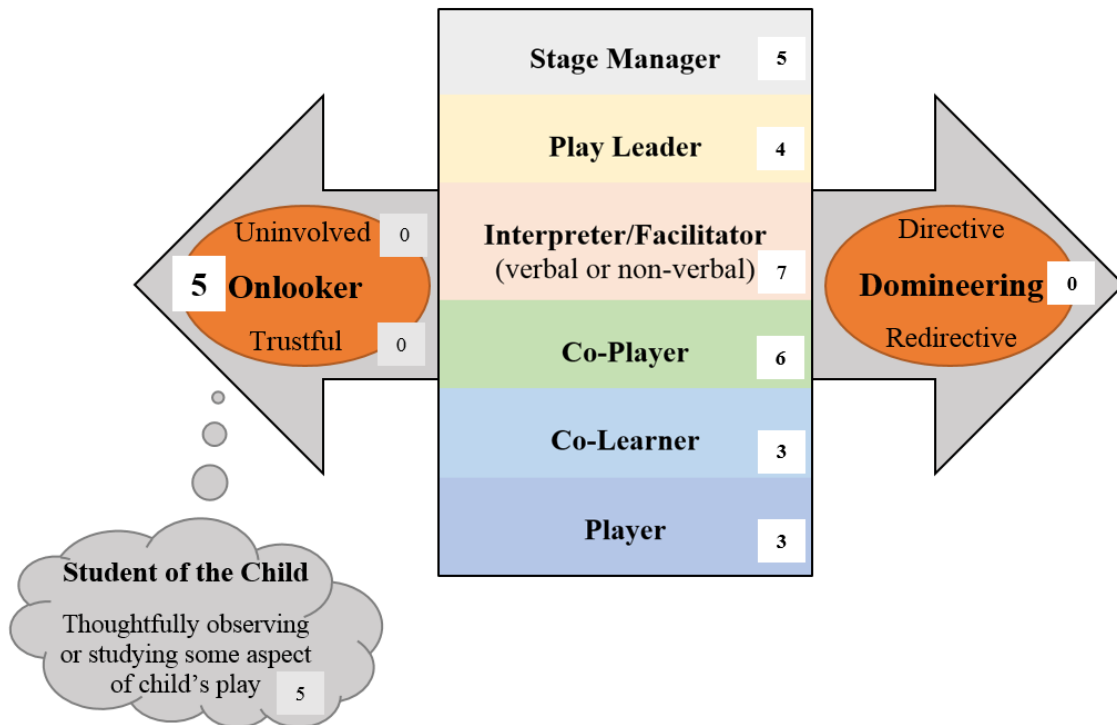 Stage Manager 5
Play Leader 4
Interpreter/Facilitator
(verbal or non-verbal) 7
Co-Player 6
Co-Learner 3
Player 3
Uninvolved 0
5 Onlooker
Trustful 0
Directive
Domineering 0
Redirective
Student of the Child
Thoughtfully observing
or studying some aspect
of child's play 5